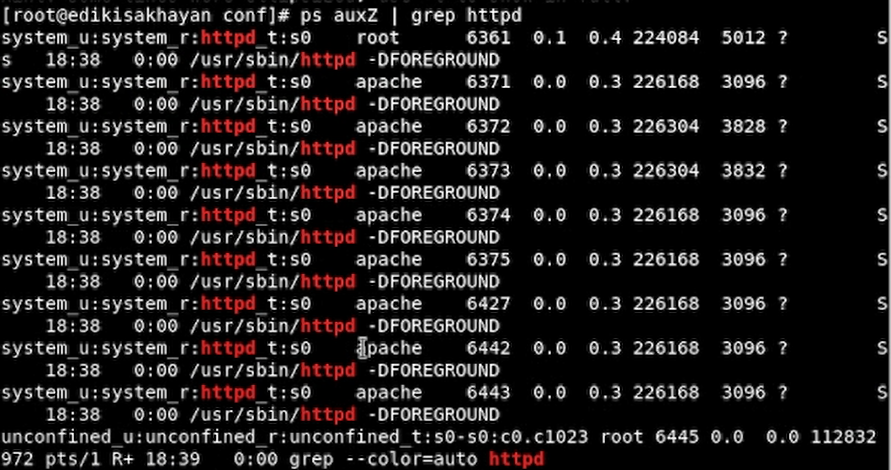 [root@edikisakhayan conf]# ps auxZ | grep httpd
system_u:system_r:httpd_t:s0    root      6361  0.1  0.4 224084  5012 ?        S
s   18:38   0:00 /usr/sbin/httpd -DFOREGROUND
system_u:system_r:httpd_t:s0    apache    6371  0.0  0.3 226168  3096 ?        S
    18:38   0:00 /usr/sbin/httpd -DFOREGROUND
system_u:system_r:httpd_t:s0    apache    6372  0.0  0.3 226304  3828 ?        S
    18:38   0:00 /usr/sbin/httpd -DFOREGROUND
system_u:system_r:httpd_t:s0    apache    6373  0.0  0.3 226304  3832 ?        S
    18:38   0:00 /usr/sbin/httpd -DFOREGROUND
system_u:system_r:httpd_t:s0    apache    6374  0.0  0.3 226168  3096 ?        S
    18:38   0:00 /usr/sbin/httpd -DFOREGROUND
system_u:system_r:httpd_t:s0    apache    6375  0.0  0.3 226168  3096 ?        S
    18:38   0:00 /usr/sbin/httpd -DFOREGROUND
system_u:system_r:httpd_t:s0    apache    6427  0.0  0.3 226168  3096 ?        S
    18:38   0:00 /usr/sbin/httpd -DFOREGROUND
system_u:system_r:httpd_t:s0    apache    6442  0.0  0.3 226168  3096 ?        S
    18:38   0:00 /usr/sbin/httpd -DFOREGROUND
system_u:system_r:httpd_t:s0    apache    6443  0.0  0.3 226168  3096 ?        S
    18:38   0:00 /usr/sbin/httpd -DFOREGROUND
unconfined_u:unconfined_r:unconfined_t:s0-s0:c0.c1023 root 6445 0.0  0.0 112832
972 pts/1 R+ 18:39   0:00 grep --color=auto httpd